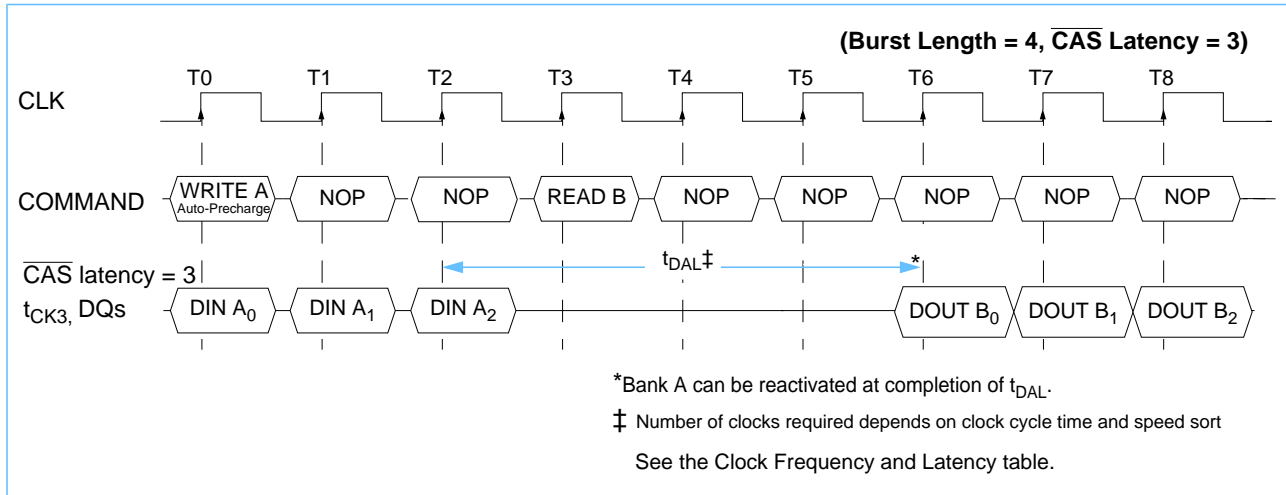 (Burst Length = 4, CAS Latency = 3)
T0 T1 T2 T3 T4 T5 T6 T7 T8
CLK
COMMAND WRITE A NOP NOP READ B NOP NOP NOP NOP NOP
Auto-Precharge
tDAL‡ *
CAS latency = 3
tCK3, DQs DIN A0 DIN A1 DIN A2 DOUT B0 DOUT B1 DOUT B2
*Bank A can be reactivated at completion of tDAL.
‡ Number of clocks required depends on clock cycle time and speed sort
See the Clock Frequency and Latency table.